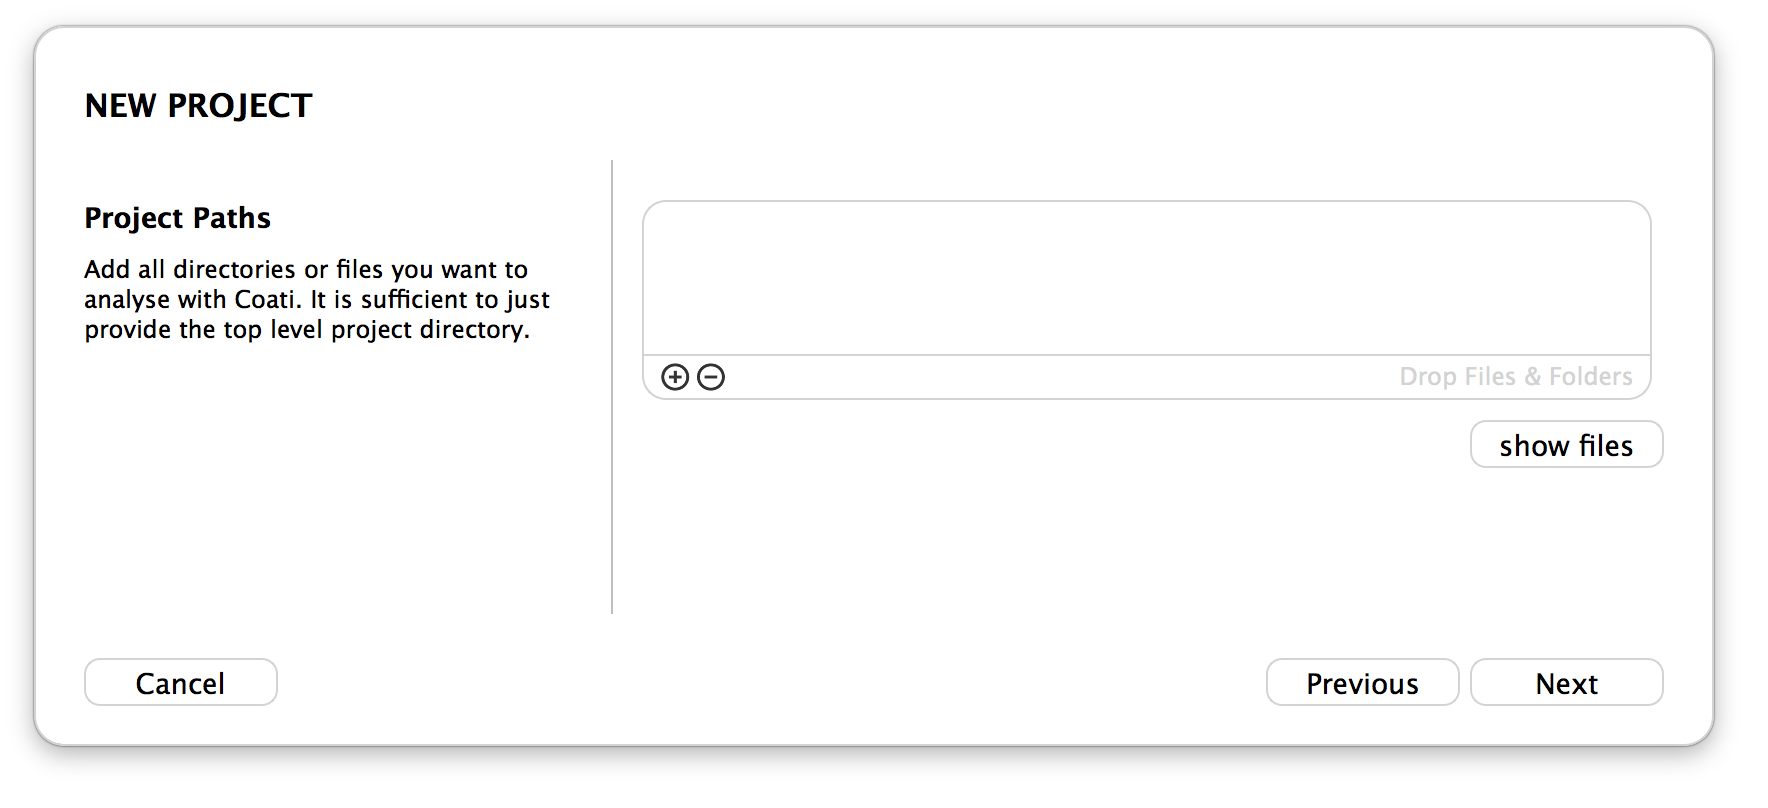 NEW PROJECT
Project Paths
Add all directories or files you want to
analyse with Coati. It is sufficient to just
provide the top level project directory.
Drop Files & Folders
show files
Cancel
Previous
Next